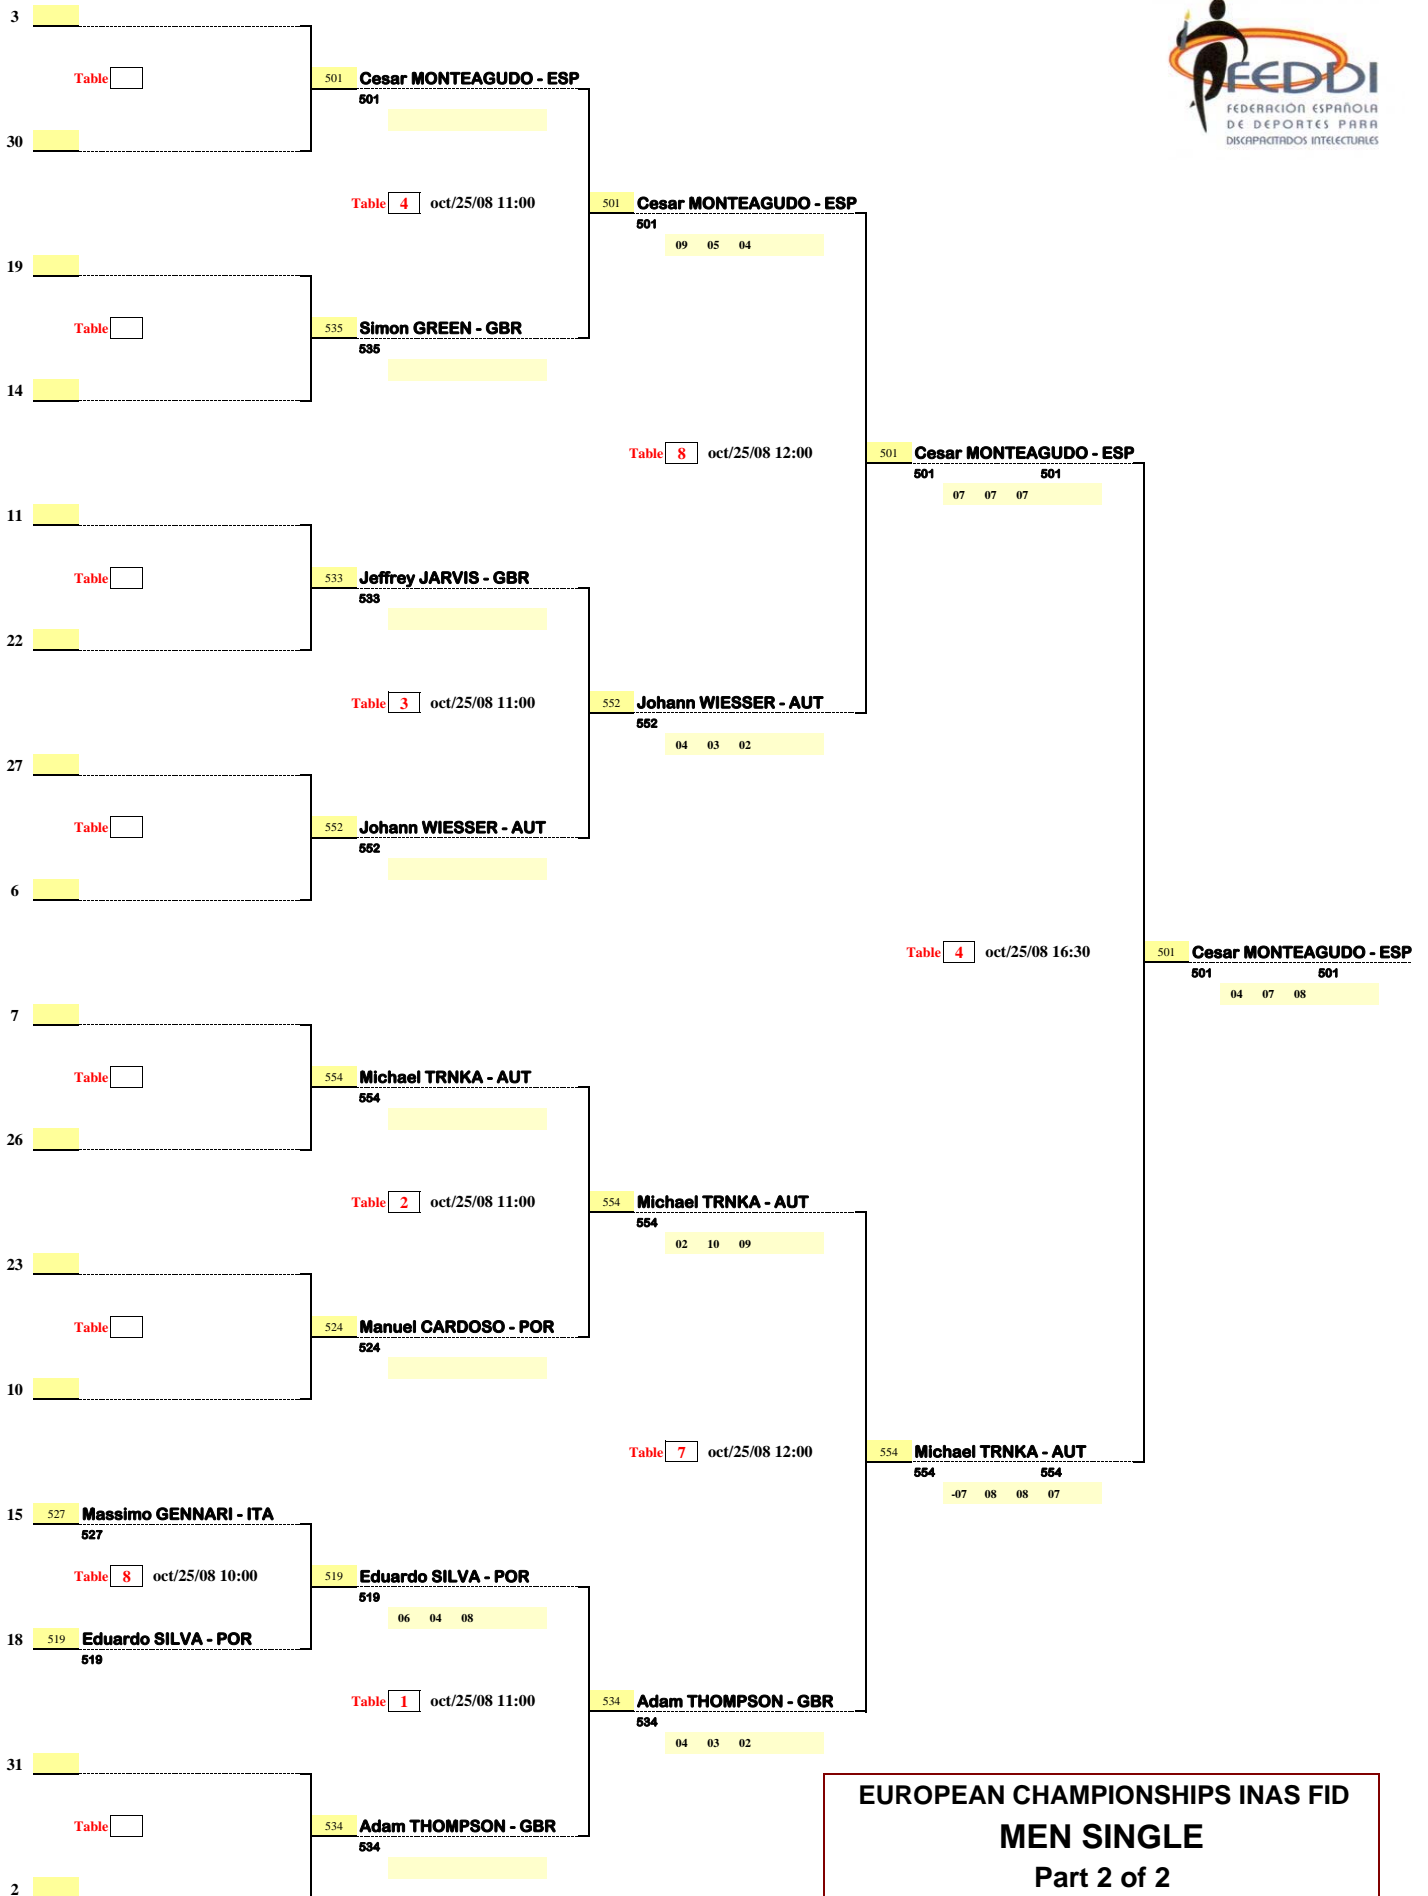 3
FEDDI
FEDERACIÓN ESPAÑOLA
DE DEPORTES PARA
DISCAPACITADOS INTELECTUALES
Table
501 Cesar MONTEAGUDO - ESP
501
30
Table 4 oct/25/08 11:00
501 Cesar MONTEAGUDO - ESP
501
09 05 04
19
Table
535 Simon GREEN - GBR
535
14
Table 8 oct/25/08 12:00
501 Cesar MONTEAGUDO - ESP
501 501
07 07 07
11
Table
533 Jeffrey JARVIS - GBR
533
22
Table 3 oct/25/08 11:00
552 Johann WIESSER - AUT
552
04 03 02
27
Table
552 Johann WIESSER - AUT
552
6
Table 4 oct/25/08 16:30
501 Cesar MONTEAGUDO - ESP
501 501
04 07 08
7
Table
554 Michael TRNKA - AUT
554
26
Table 2 oct/25/08 11:00
554 Michael TRNKA - AUT
554
02 10 09
23
Table
524 Manuel CARDOSO - POR
524
10
Table 7 oct/25/08 12:00
554 Michael TRNKA - AUT
554 554
-07 08 08 07
15 527 Massimo GENNARI - ITA
527
Table 8 oct/25/08 10:00
519 Eduardo SILVA - POR
519
06 04 08
18 519 Eduardo SILVA - POR
519
Table 1 oct/25/08 11:00
534 Adam THOMPSON - GBR
534
04 03 02
31
Table
534 Adam THOMPSON - GBR
534
2
EUROPEAN CHAMPIONSHIPS INAS FID
MEN SINGLE
Part 2 of 2